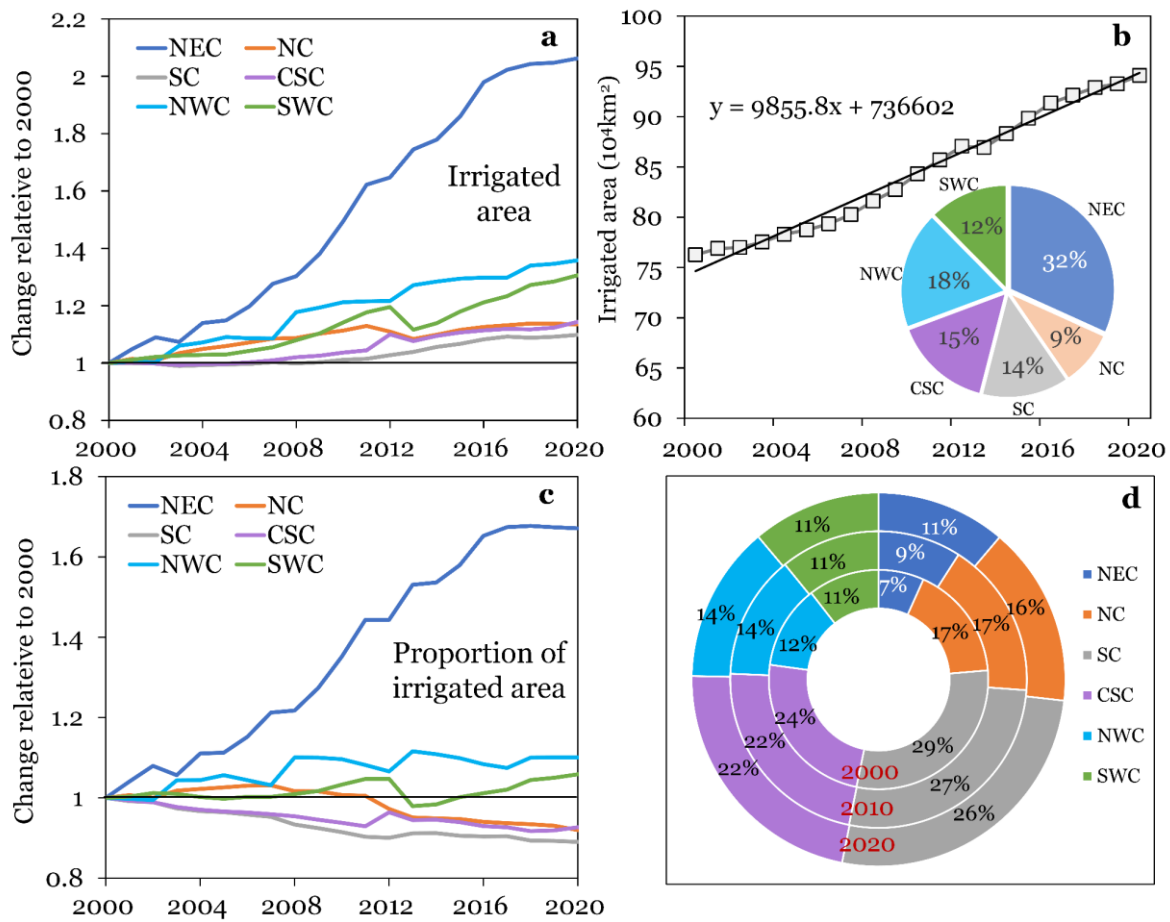 a
2.2
2
1.8
1.6
1.4
1.2
1
0.8
Change relateive to 2000
NEC NC
SC CSC
NWC SWC
Irrigated
area
2000 2004 2008 2012 2016 2020
b
100
95
90
85
80
75
70
65
60
Irrigated area (10⁴km²)
y = 9855.8x + 736602
SWC
12%
NEC
32%
NWC
18%
CSC
15%
SC
14%
NC
9%
2000 2004 2008 2012 2016 2020
c
1.8
1.6
1.4
1.2
1
0.8
Change relative to 2000
NEC NC
SC CSC
NWC SWC
Proportion of
irrigated area
2000 2004 2008 2012 2016 2020
d
11% 11%
11% 9%
11% 7%
14% 14% 12% 17% 17% 16%
24% 29%
22% 27%
22% 26%
2000
2010
2020
NEC
NC
SC
CSC
NWC
SWC